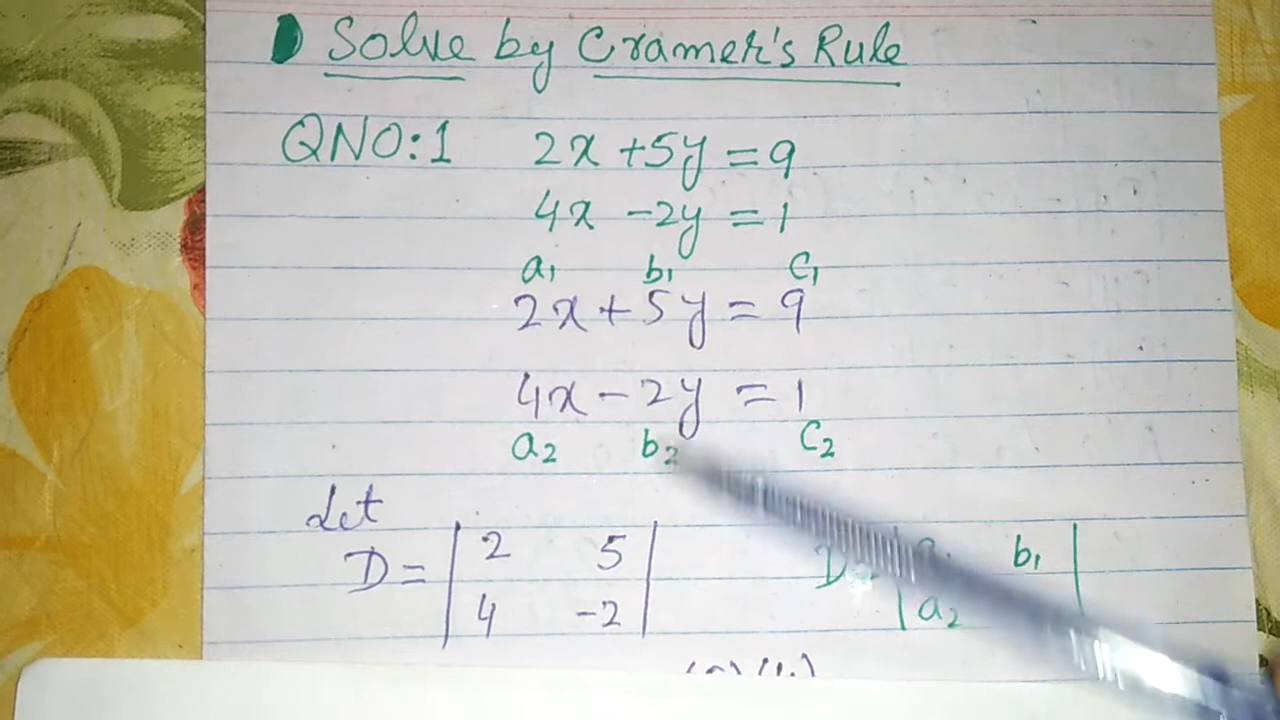 Solve by Cramer's Rule
QNO:1 2x + 5y = 9
4x - 2y = 1
a₁ b₁ c₁
2x + 5y = 9
4x - 2y = 1
a₂ b₂ c₂
Let
D = | 2 5 | D = | b₁ |
| 4 -2 | | a₂ |